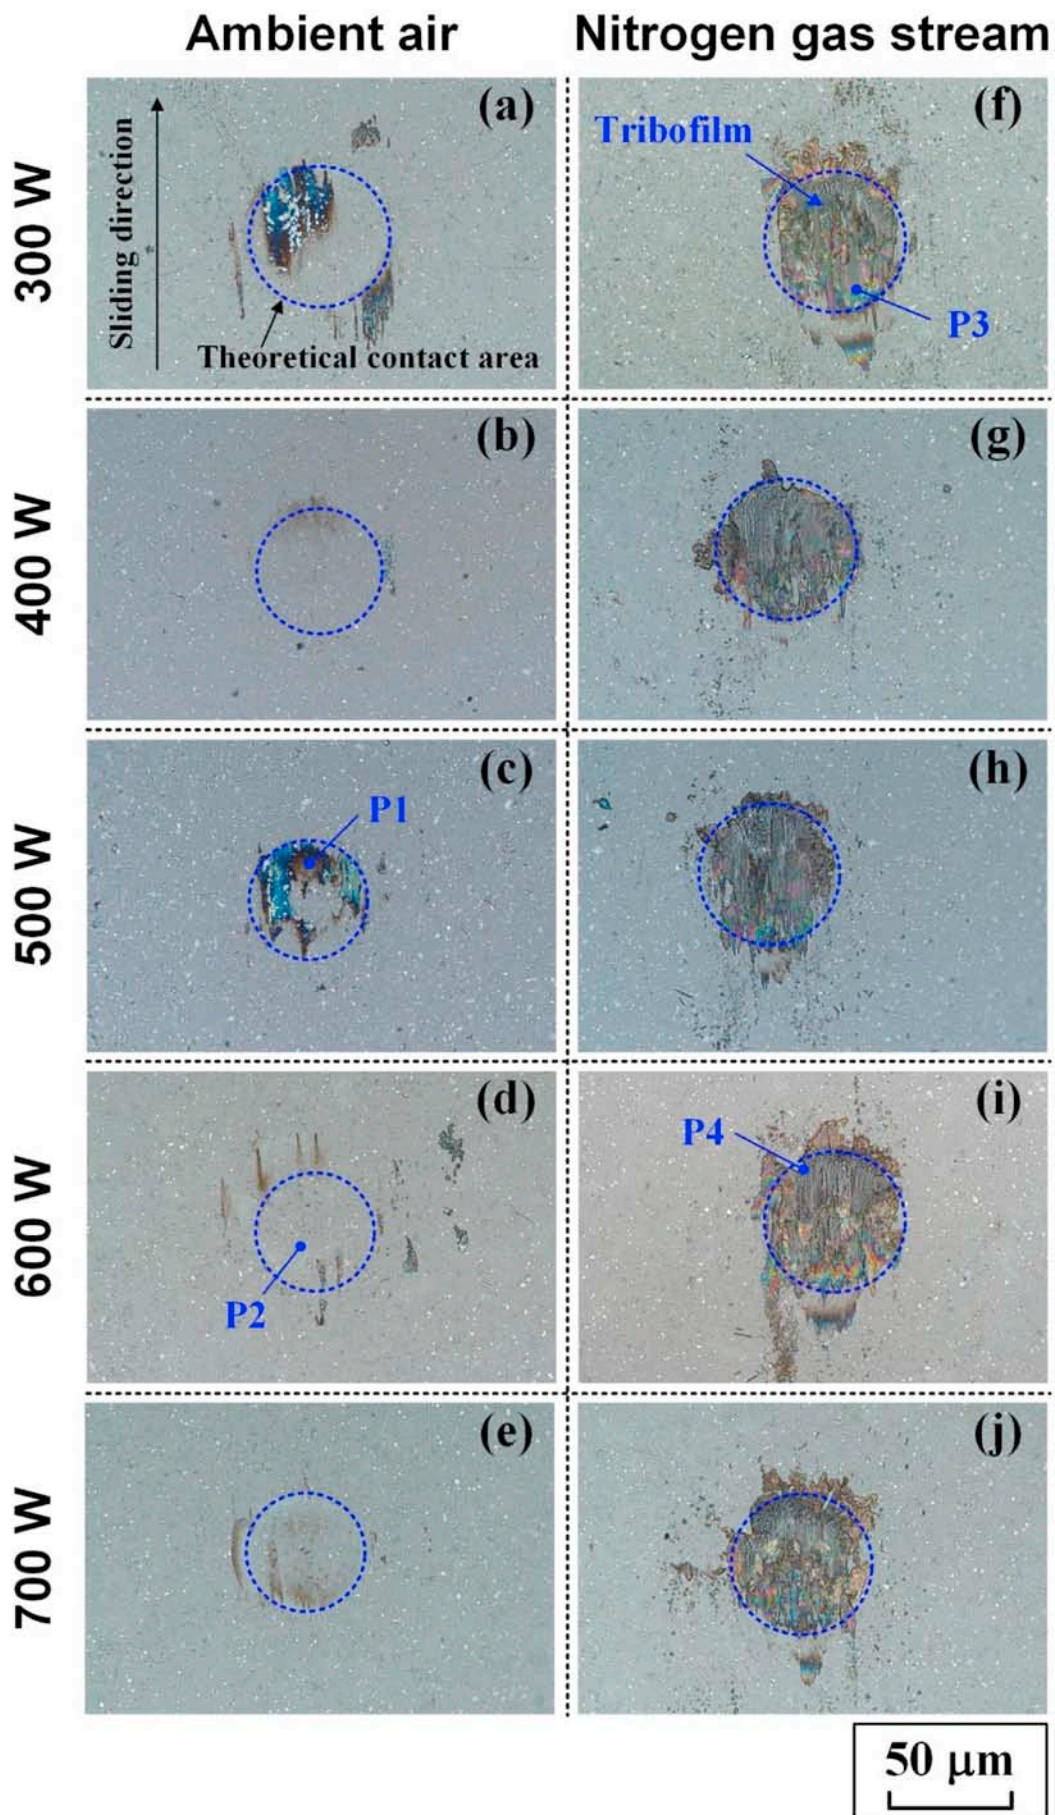 Ambient air
Nitrogen gas stream
300 W
(a)
Sliding direction
Theoretical contact area
(f)
Tribofilm
P3
400 W
(b)
(g)
500 W
(c)
P1
(h)
600 W
(d)
P2
(i)
P4
700 W
(e)
(j)
50 μm